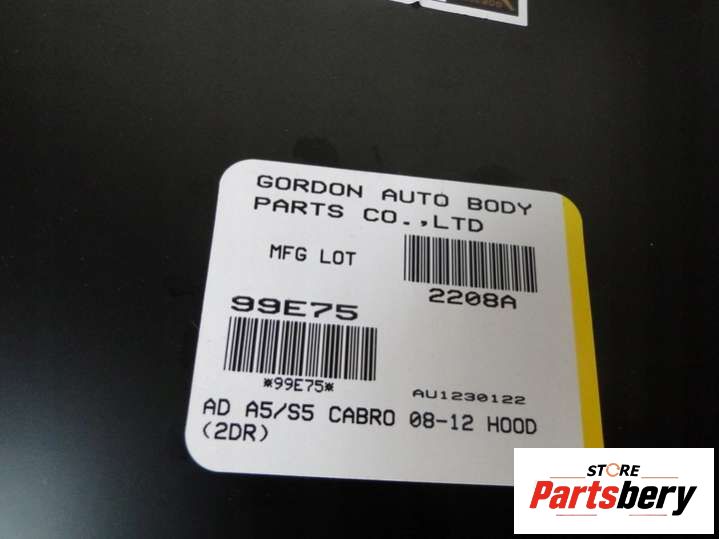 GORDON AUTO BODY
PARTS CO.,LTD
MFG LOT
2208A
99E75
*99E75*
AU1230122
AD A5/S5 CABRO 08-12 HOOD
(2DR)
STORE
Partsbery